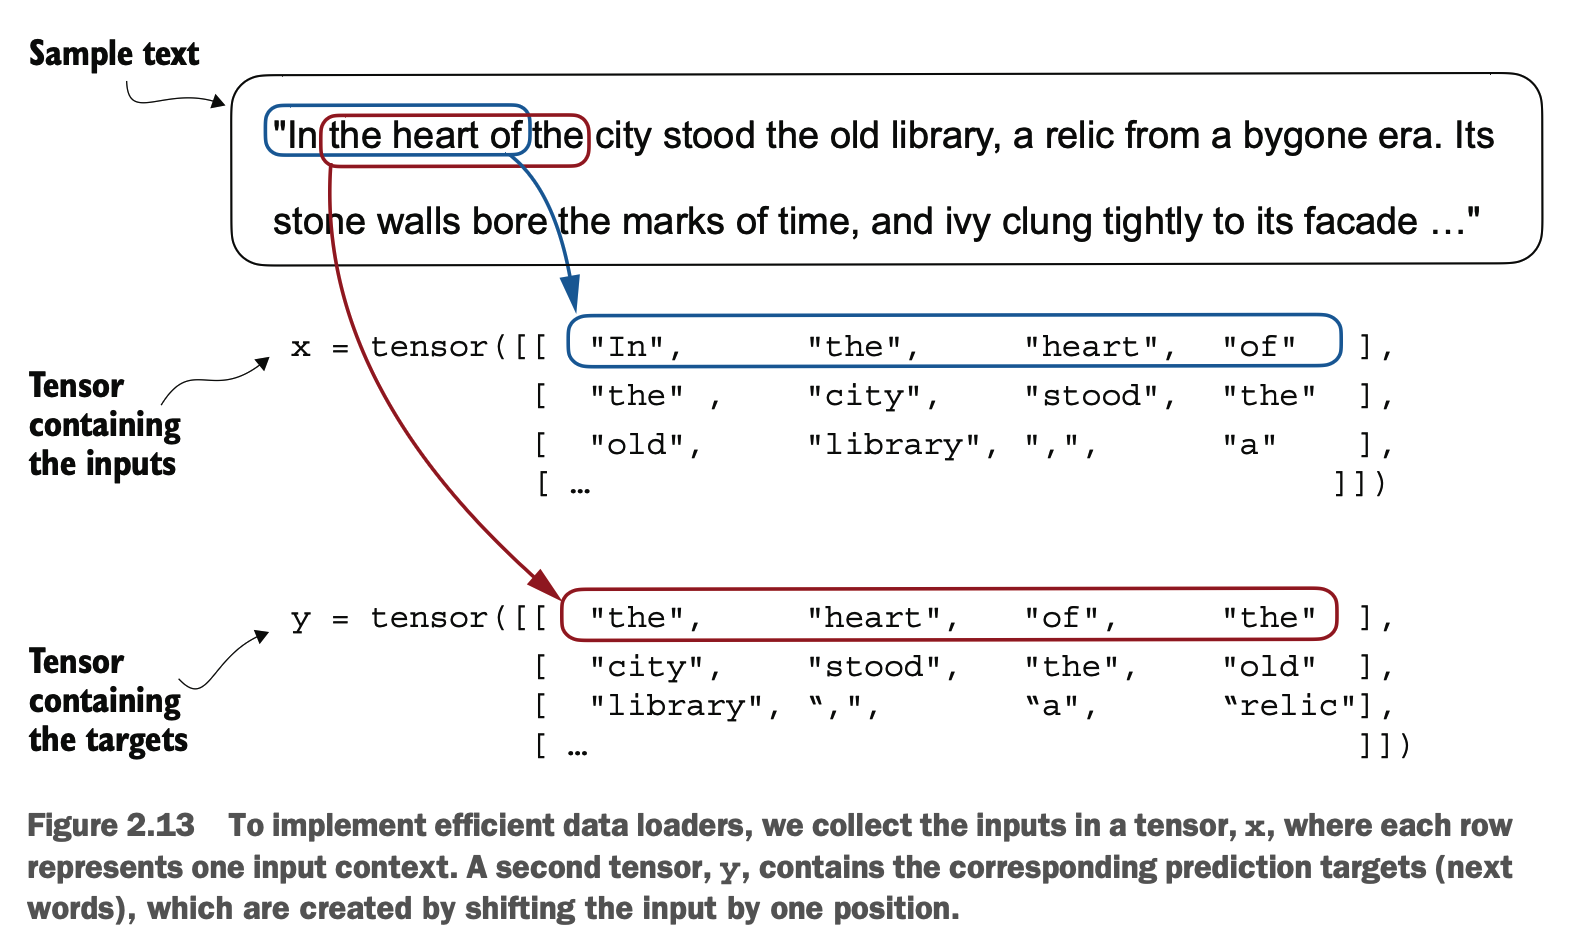 Sample text
"In the heart of the city stood the old library, a relic from a bygone era. Its
stone walls bore the marks of time, and ivy clung tightly to its facade …"
x = tensor([[ "In", "the", "heart", "of" ],
[ "the" , "city", "stood", "the" ],
[ "old", "library", ",", "a" ],
[ … ]])
Tensor
containing
the inputs
y = tensor([[ "the", "heart", "of", "the" ],
[ "city", "stood", "the", "old" ],
[ "library", “,", “a", “relic"],
[ … ]])
Tensor
containing
the targets
Figure 2.13 To implement efficient data loaders, we collect the inputs in a tensor, x, where each row
represents one input context. A second tensor, y, contains the corresponding prediction targets (next
words), which are created by shifting the input by one position.